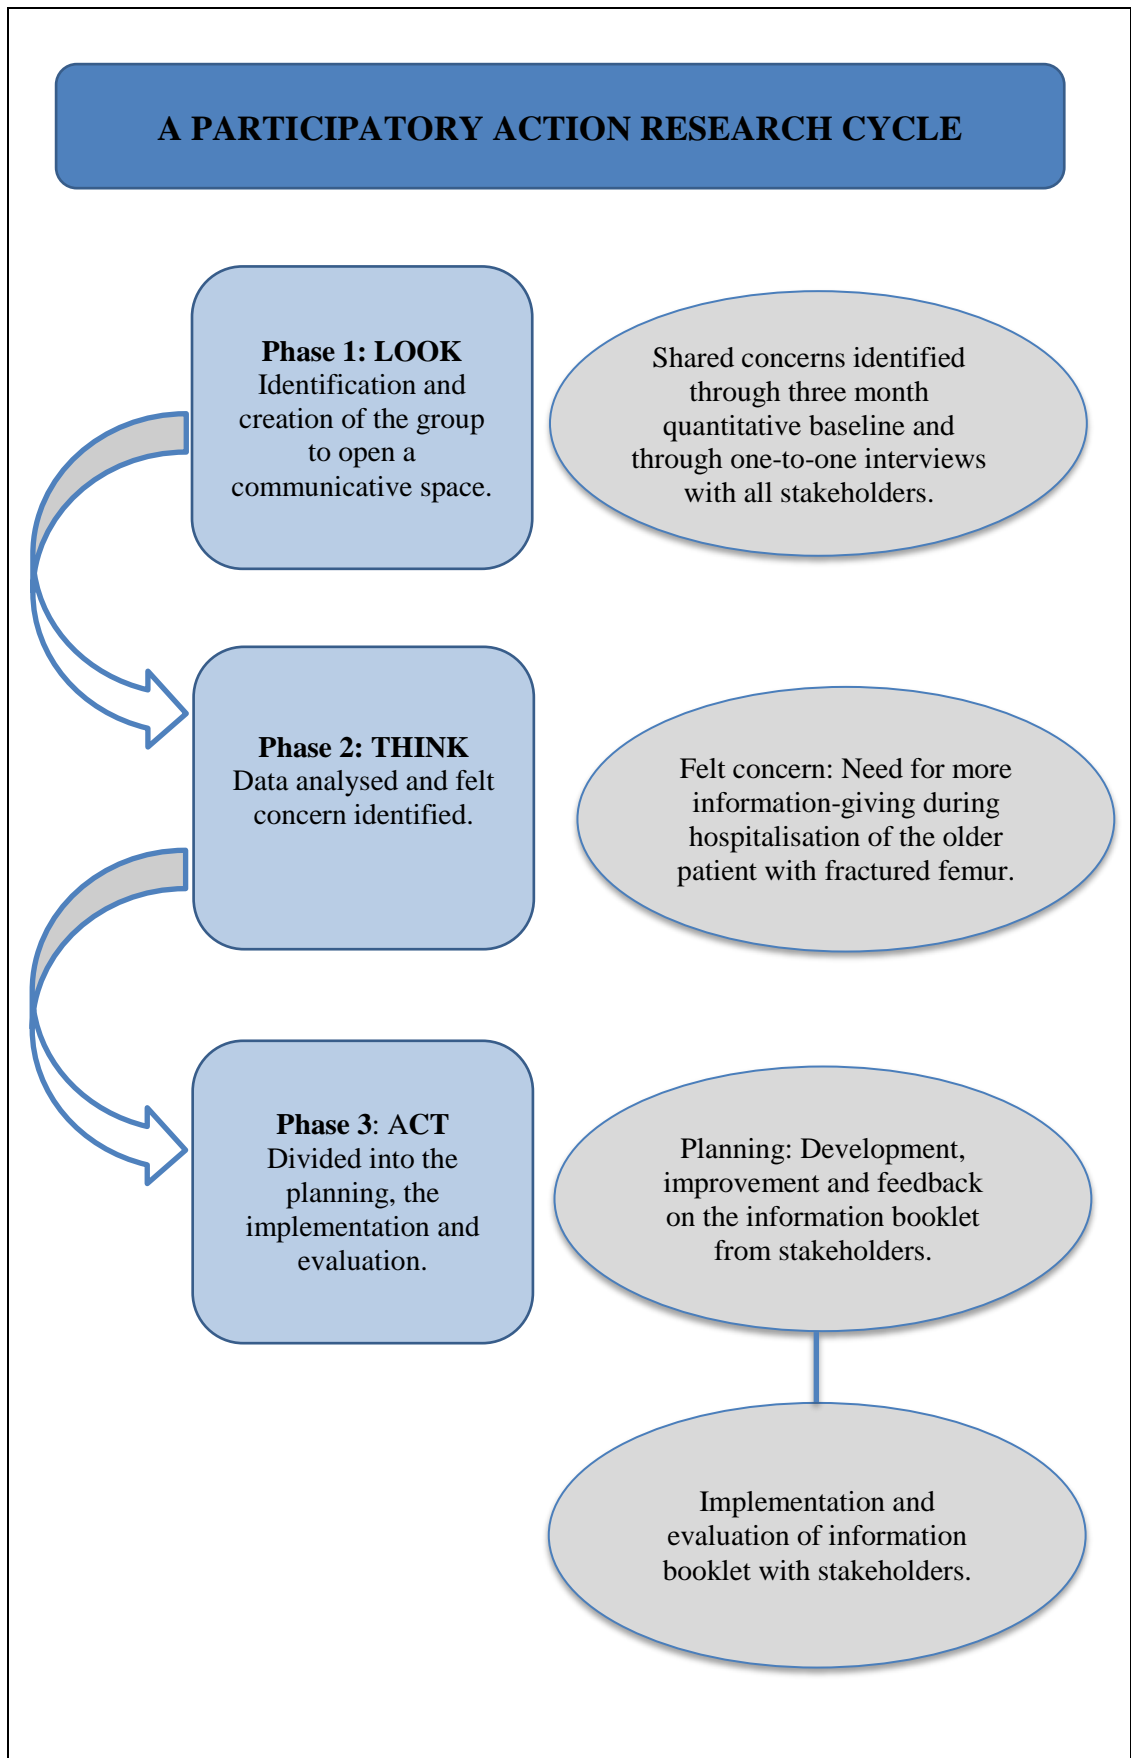 A PARTICIPATORY ACTION RESEARCH CYCLE
Phase 1: LOOK
Identification and
creation of the group
to open a
communicative space.
Shared concerns identified
through three month
quantitative baseline and
through one-to-one interviews
with all stakeholders.
Phase 2: THINK
Data analysed and felt
concern identified.
Felt concern: Need for more
information-giving during
hospitalisation of the older
patient with fractured femur.
Phase 3: ACT
Divided into the
planning, the
implementation and
evaluation.
Planning: Development,
improvement and feedback
on the information booklet
from stakeholders.
Implementation and
evaluation of information
booklet with stakeholders.